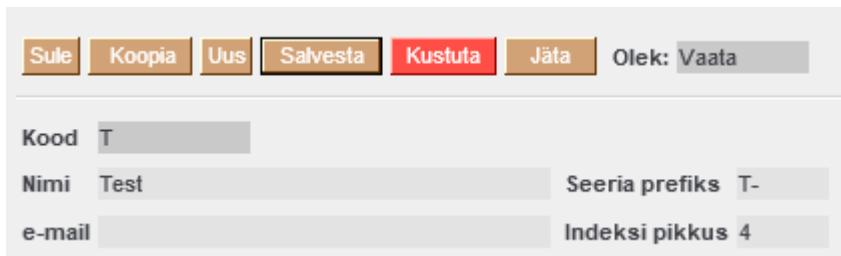 Sule Koopia Uus Salvesta Kustuta Jäta Olek: Vaata
Kood T
Nimi Test Seeria prefiks T-
e-mail Indeksi pikkus 4